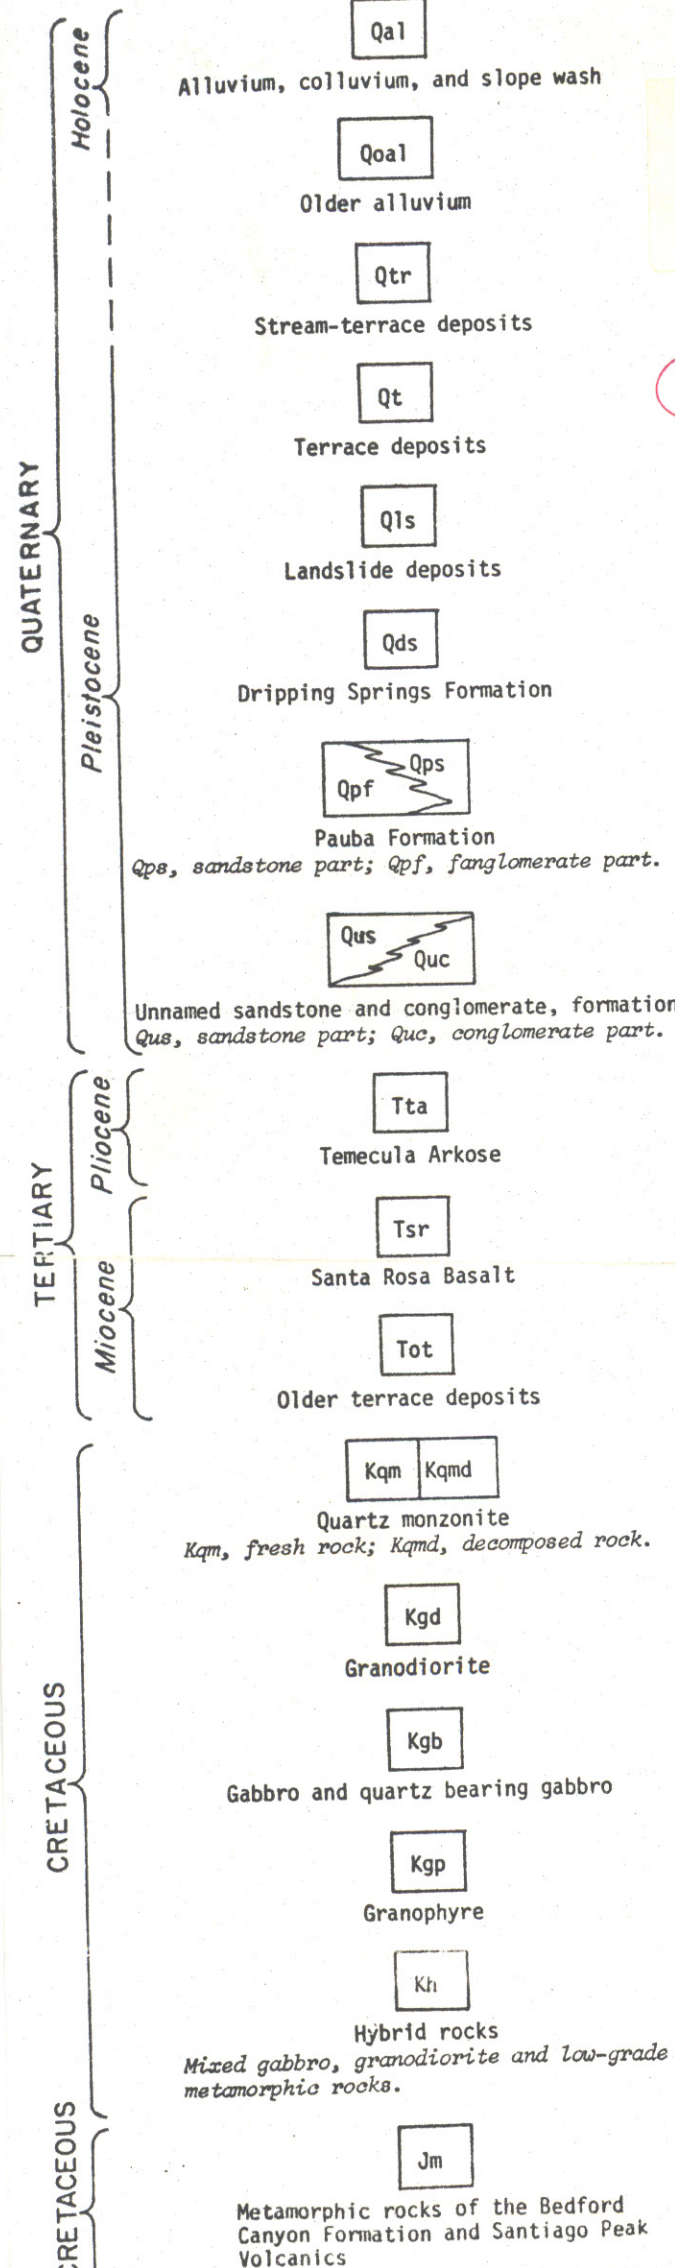 QUATERNARY
Holocene
Qal
Alluvium, colluvium, and slope wash
Qoal
Older alluvium
Qtr
Stream-terrace deposits
Qt
Terrace deposits
Qls
Landslide deposits
Pleistocene
Qds
Dripping Springs Formation
Qps
Qpf
Pauba Formation
Qps, sandstone part; Qpf, fanglomerate part.
Qus
Quc
Unnamed sandstone and conglomerate, formation
Qus, sandstone part; Quc, conglomerate part.
TERTIARY
Pliocene
Tta
Temecula Arkose
Miocene
Tsr
Santa Rosa Basalt
Tot
Older terrace deposits
CRETACEOUS
Kqm Kqmd
Quartz monzonite
Kqm, fresh rock; Kqmd, decomposed rock.
Kgd
Granodiorite
Kgb
Gabbro and quartz bearing gabbro
Kgp
Granophyre
Kh
Hybrid rocks
Mixed gabbro, granodiorite and low-grade
metamorphic rocks.
RETACEOUS
Jm
Metamorphic rocks of the Bedford
Canyon Formation and Santiago Peak
Volcanics